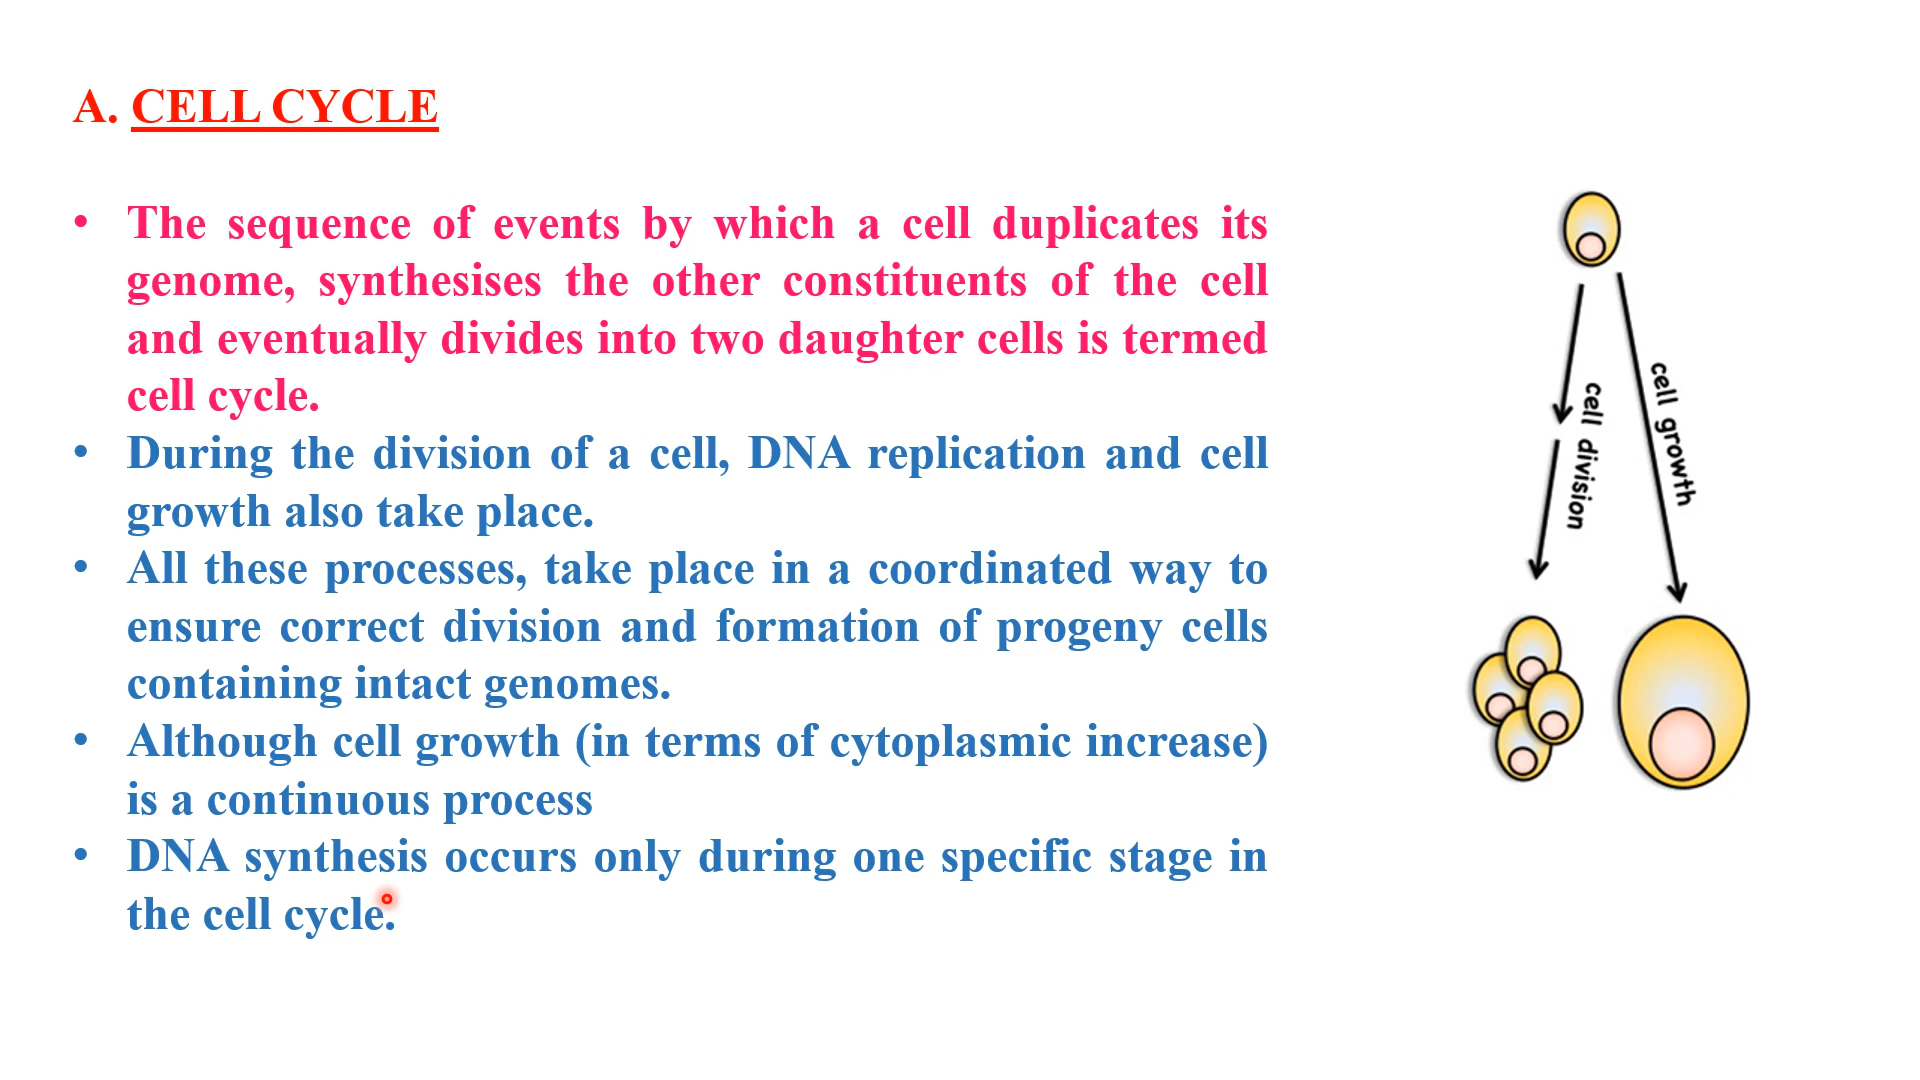 A. CELL CYCLE
• The sequence of events by which a cell duplicates its
genome, synthesises the other constituents of the cell
and eventually divides into two daughter cells is termed
cell cycle.
• During the division of a cell, DNA replication and cell
growth also take place.
• All these processes, take place in a coordinated way to
ensure correct division and formation of progeny cells
containing intact genomes.
• Although cell growth (in terms of cytoplasmic increase)
is a continuous process
• DNA synthesis occurs only during one specific stage in
the cell cycle.
cell division
cell growth